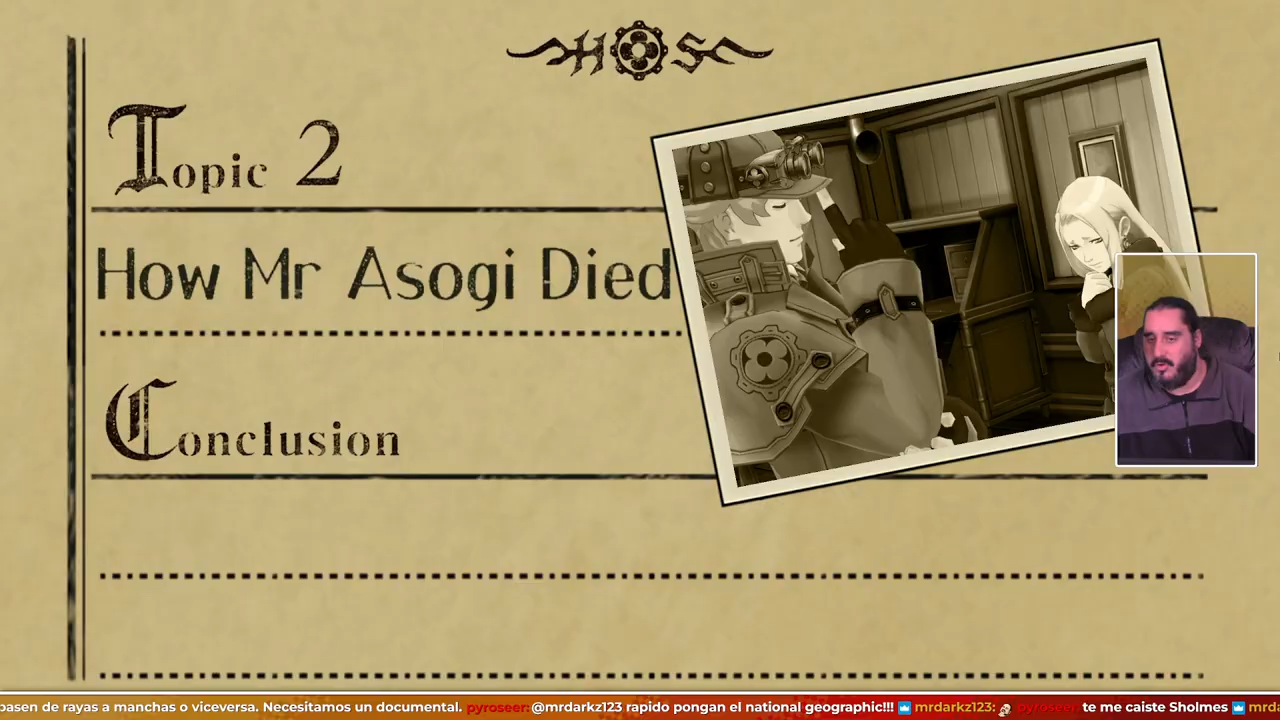 H S
Topic 2
How Mr Asogi Died
Conclusion
pasen de rayas a manchas o viceversa. Necesitamos un documental. pyroseer: @mrdarkz123 rapido pongan el national geographic!!! mrdarkz123: pyroseer te me caiste Sholmes mrda